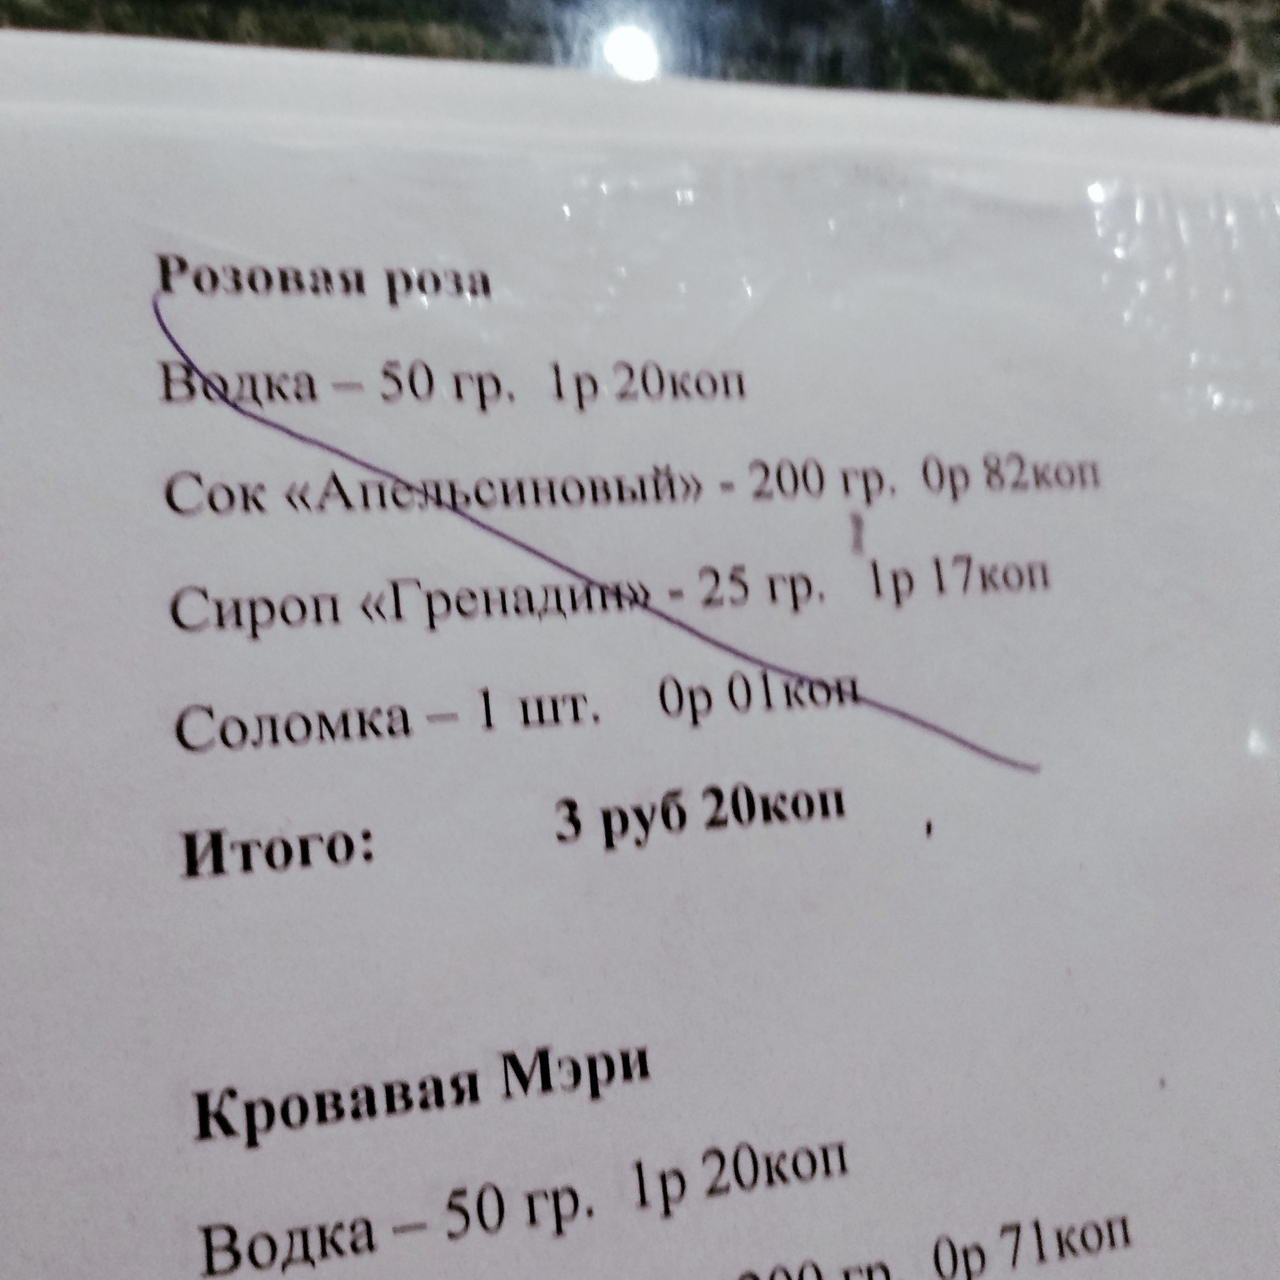 Розовая роза
Водка – 50 гр. 1р 20коп
Сок «Апельсиновый» - 200 гр. 0р 82коп
Сироп «Гренадин» - 25 гр. 1р 17коп
Соломка – 1 шт. 0р 01коп
Итого: 3 руб 20коп
Кровавая Мэри
Водка – 50 гр. 1р 20коп
200 гр. 0р 71коп